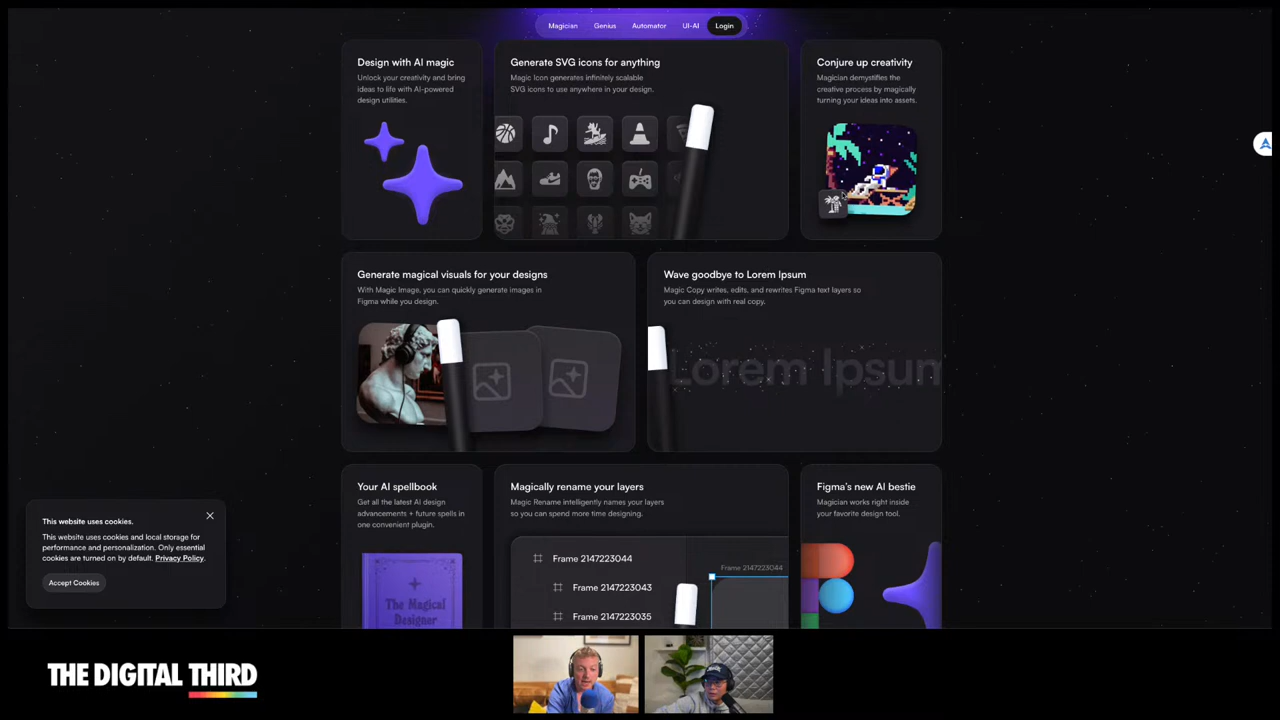 Magician Genius Automator UI-AI Login
Design with AI magic
Unlock your creativity and bring
ideas to life with AI-powered
design utilities.
Generate SVG icons for anything
Magic Icon generates infinitely scalable
SVG icons to use anywhere in your design.
Conjure up creativity
Magician demystifies the
creative process by magically
turning your ideas into assets.
Generate magical visuals for your designs
With Magic Image, you can quickly generate images in
Figma while you design.
Wave goodbye to Lorem Ipsum
Magic Copy writes, edits, and rewrites Figma text layers so
you can design with real copy.
Lorem Ipsum
Your AI spellbook
Get all the latest AI design
advancements + future spells in
one convenient plugin.
The Magical
Designer
Magically rename your layers
Magic Rename intelligently names your layers
so you can spend more time designing.
Frame 2147223044
Frame 2147223043
Frame 2147223035
Frame 2147223044
Figma's new AI bestie
Magician works right inside
your favorite design tool.
This website uses cookies.
This website uses cookies and local storage for
performance and personalization. Only essential
cookies are turned on by default. Privacy Policy.
Accept Cookies
THE DIGITAL THIRD